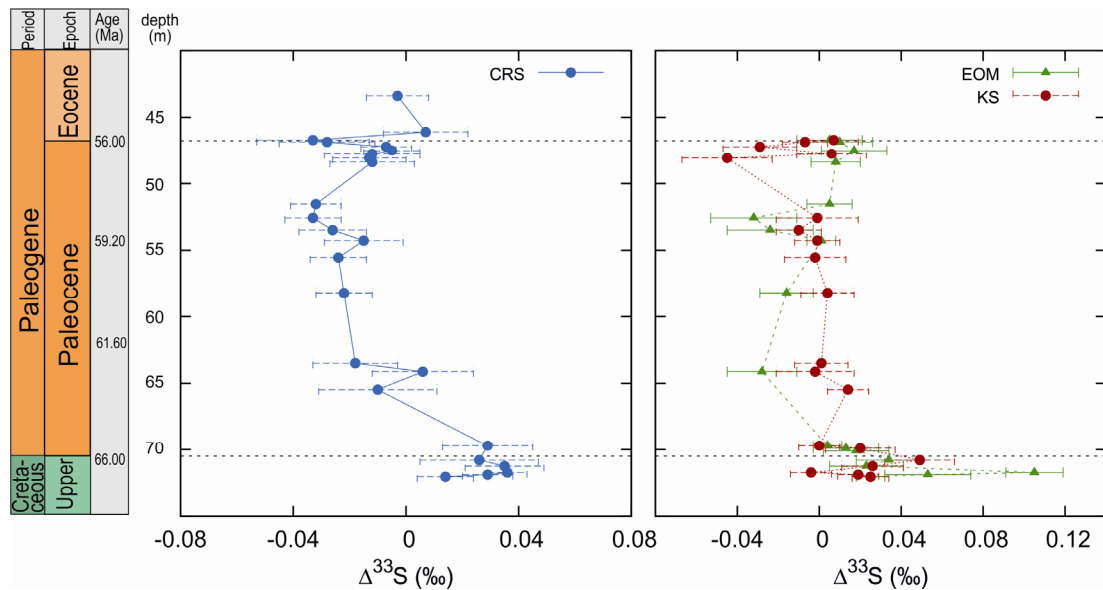 Period
Epoch
Age
(Ma)
depth
(m)
Paleogene
Eocene
Paleocene
Creta-
ceous
Upper
56.00
59.20
61.60
66.00
45
50
55
60
65
70
CRS
-0.08
-0.04
0
0.04
0.08
Δ33S (‰)
EOM
KS
-0.04
0
0.04
0.08
0.12
Δ33S (‰)